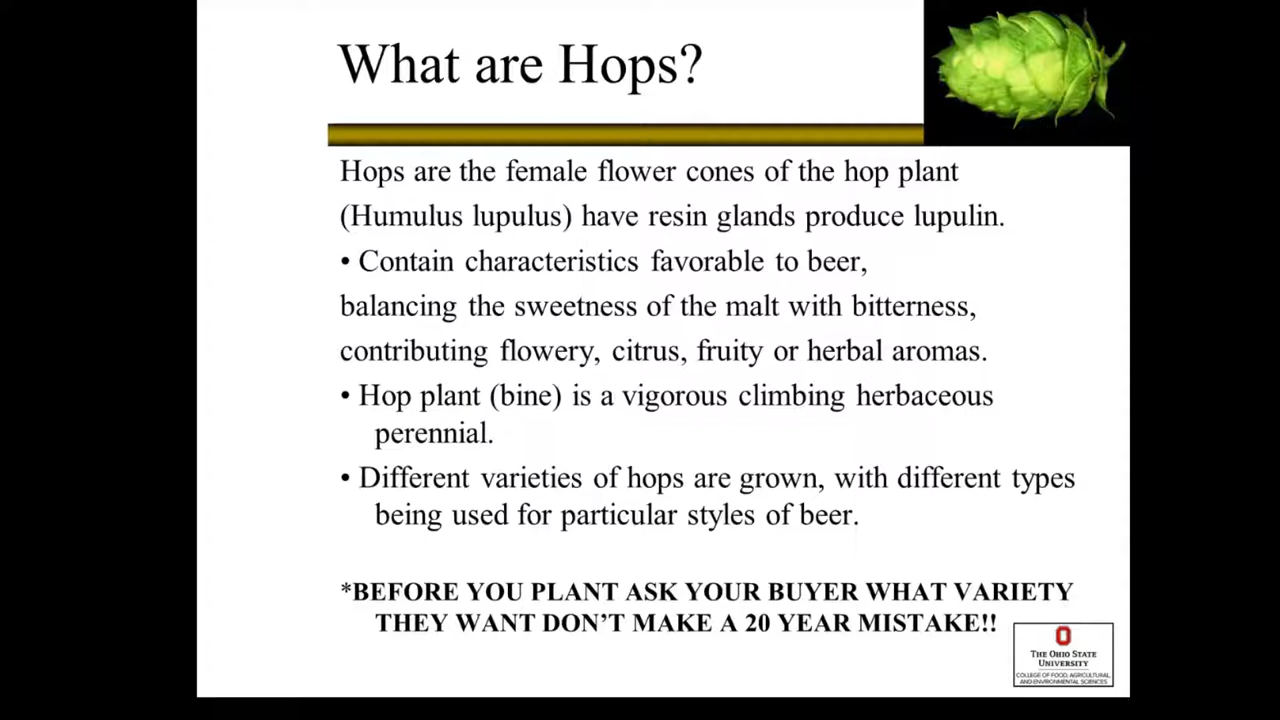 What are Hops?
Hops are the female flower cones of the hop plant
(Humulus lupulus) have resin glands produce lupulin.
• Contain characteristics favorable to beer,
balancing the sweetness of the malt with bitterness,
contributing flowery, citrus, fruity or herbal aromas.
• Hop plant (bine) is a vigorous climbing herbaceous
perennial.
• Different varieties of hops are grown, with different types
being used for particular styles of beer.
*BEFORE YOU PLANT ASK YOUR BUYER WHAT VARIETY
THEY WANT DON'T MAKE A 20 YEAR MISTAKE!!
THE OHIO STATE
UNIVERSITY
COLLEGE OF FOOD, AGRICULTURAL,
AND ENVIRONMENTAL SCIENCES